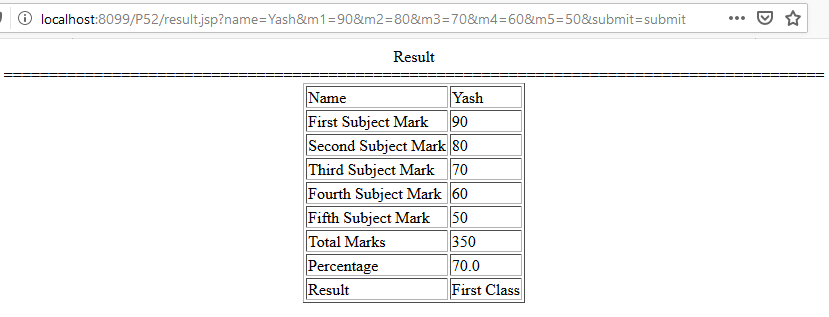 localhost:8099/P52/result.jsp?name=Yash&m1=90&m2=80&m3=70&m4=60&m5=50&submit=submit
Result
===========================================================================================
Name Yash
First Subject Mark 90
Second Subject Mark 80
Third Subject Mark 70
Fourth Subject Mark 60
Fifth Subject Mark 50
Total Marks 350
Percentage 70.0
Result First Class